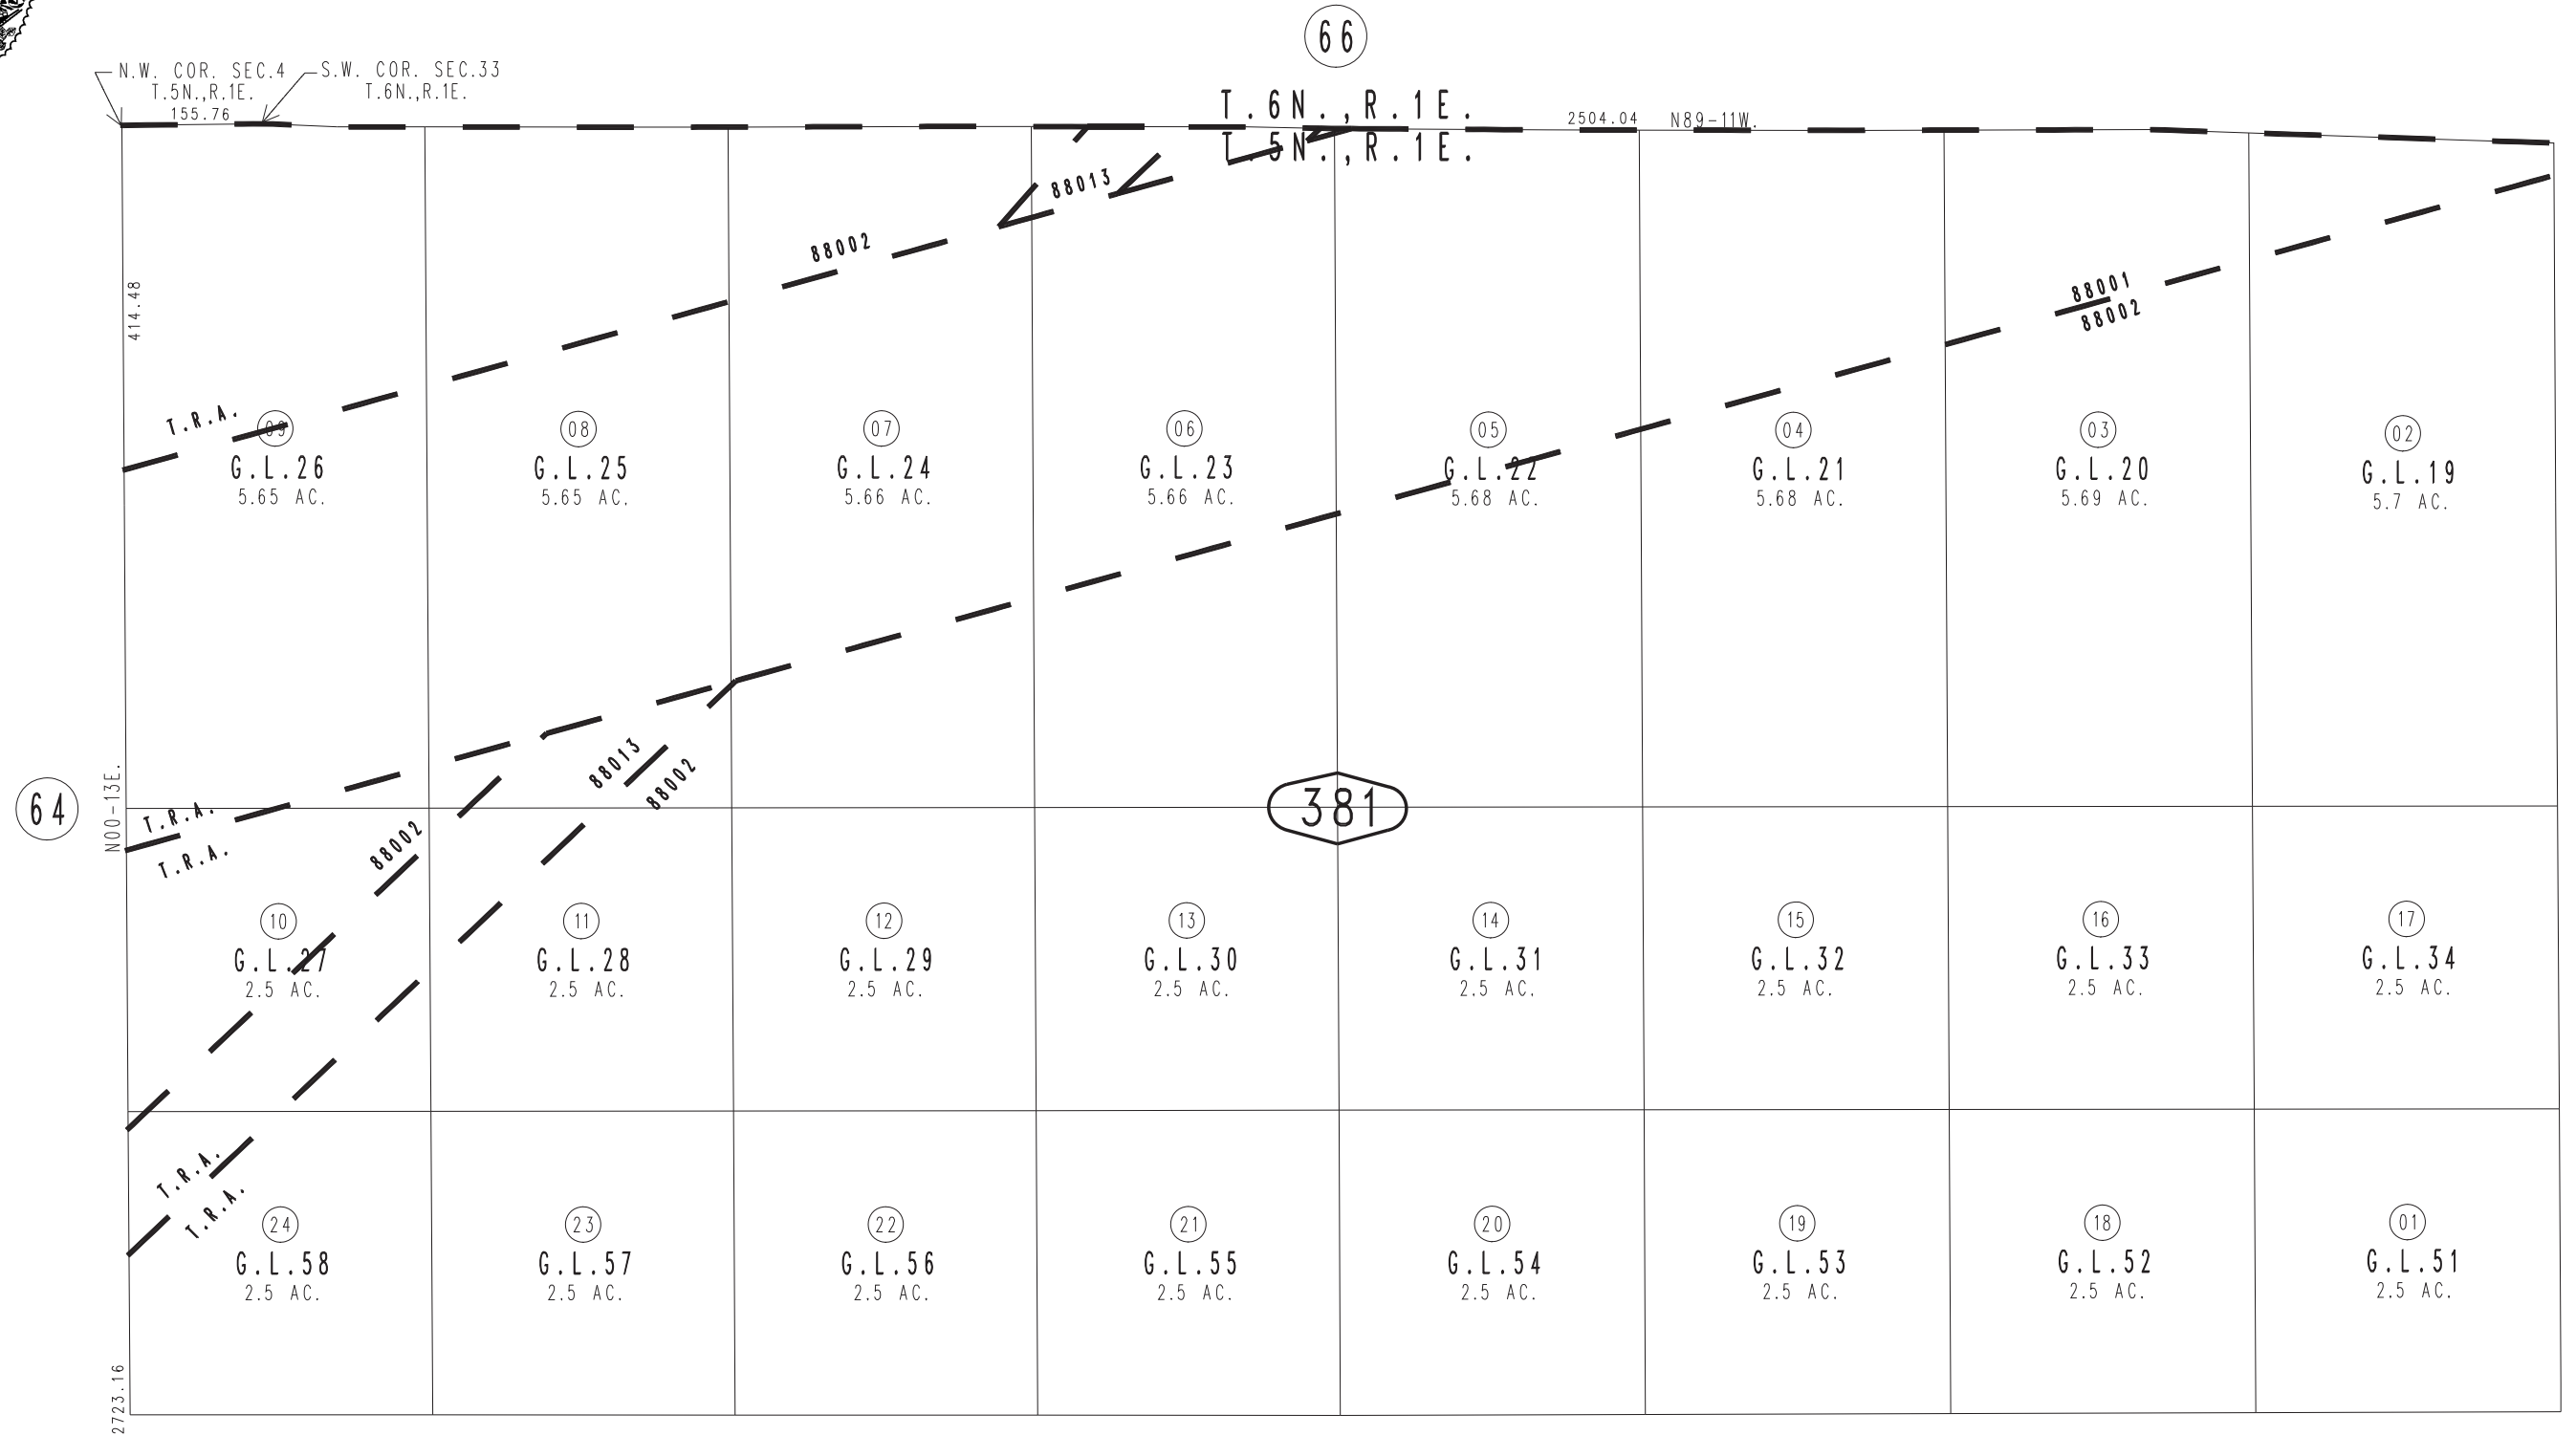 66
N.W. COR. SEC.4
T.5N.,R.1E.
S.W. COR. SEC.33
T.6N.,R.1E.
155.76
T.6N.,R.1E.
T.5N.,R.1E.
2504.04 N89-11W.
88013
88002
414.48
88001
88002
T.R.A.
09
G.L.26
5.65 AC.
08
G.L.25
5.65 AC.
07
G.L.24
5.66 AC.
06
G.L.23
5.66 AC.
05
G.L.22
5.68 AC.
04
G.L.21
5.68 AC.
03
G.L.20
5.69 AC.
02
G.L.19
5.7 AC.
88013
88002
64
N00-13E.
T.R.A.
T.R.A.
88002
381
10
G.L.27
2.5 AC.
11
G.L.28
2.5 AC.
12
G.L.29
2.5 AC.
13
G.L.30
2.5 AC.
14
G.L.31
2.5 AC.
15
G.L.32
2.5 AC.
16
G.L.33
2.5 AC.
17
G.L.34
2.5 AC.
T.R.A.
T.R.A.
24
G.L.58
2.5 AC.
23
G.L.57
2.5 AC.
22
G.L.56
2.5 AC.
21
G.L.55
2.5 AC.
20
G.L.54
2.5 AC.
19
G.L.53
2.5 AC.
18
G.L.52
2.5 AC.
01
G.L.51
2.5 AC.
2723.16